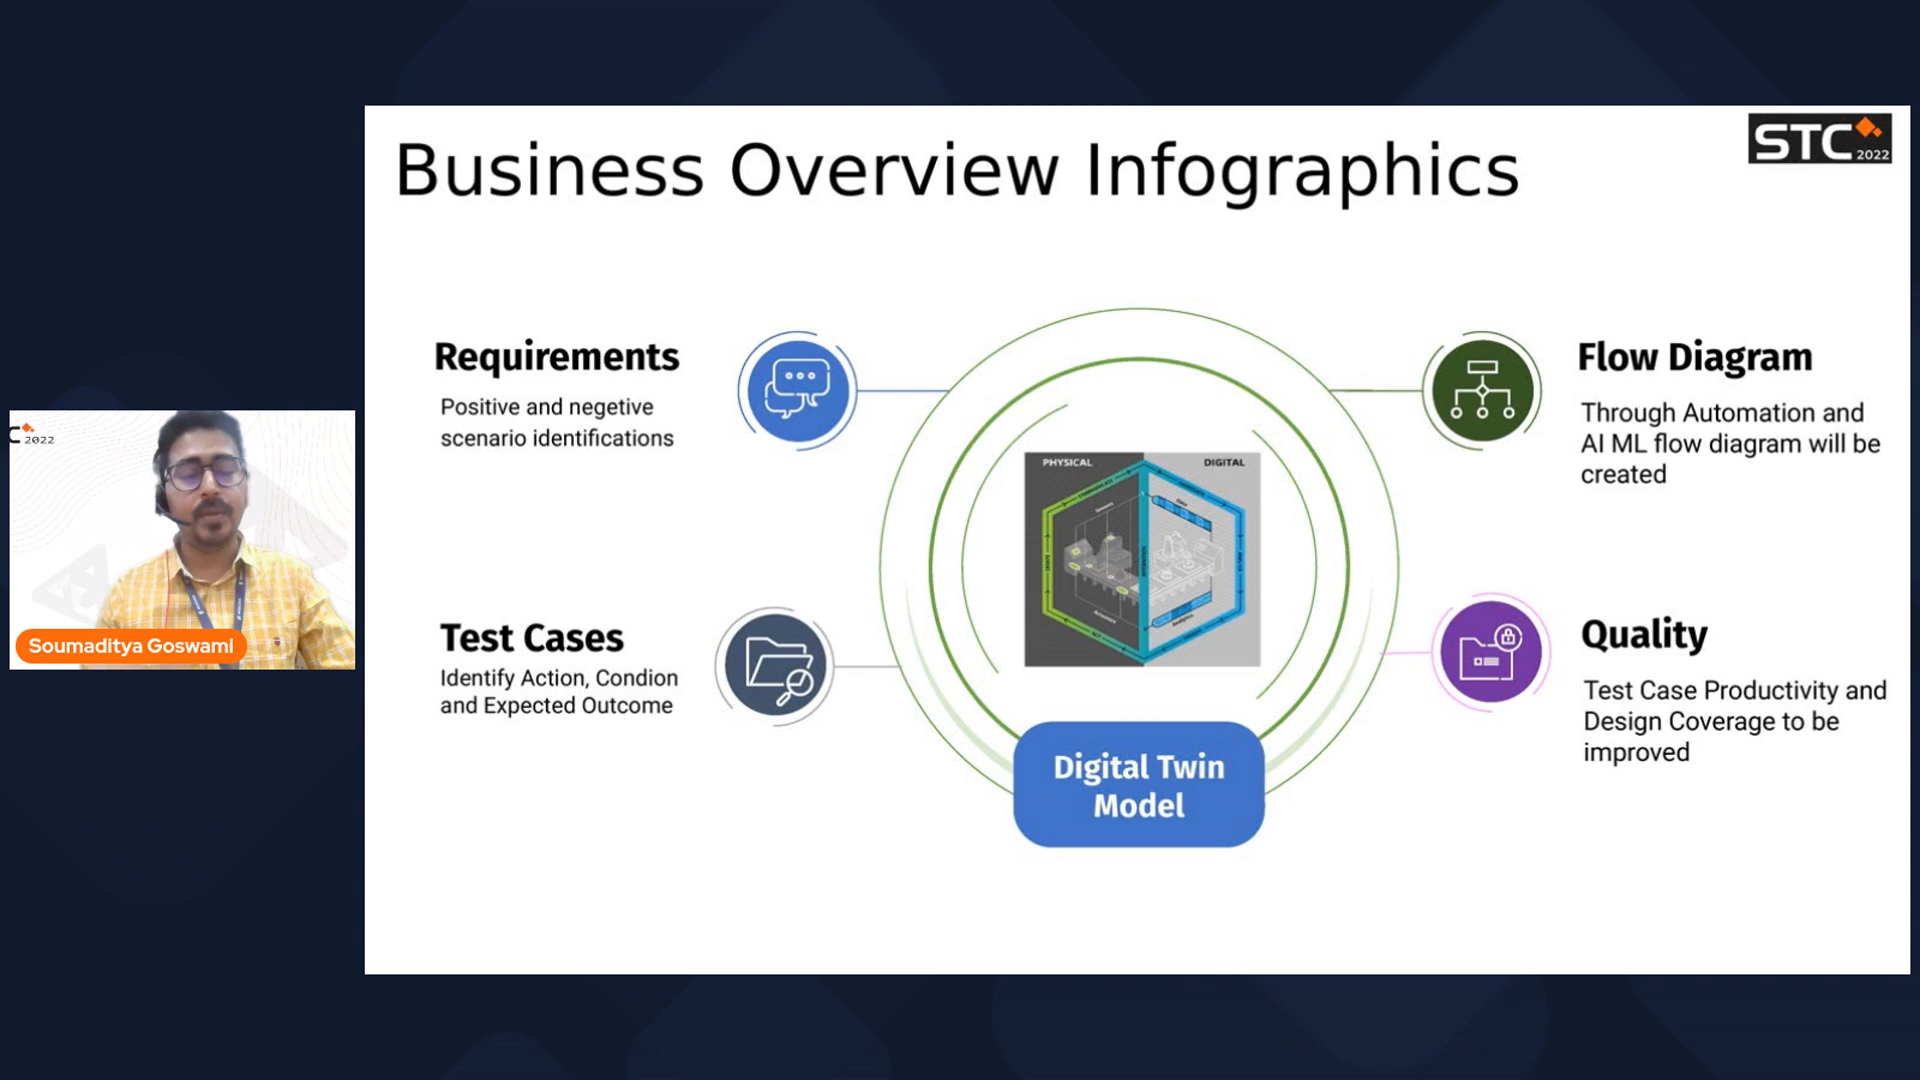 Business Overview Infographics
STC 2022
Requirements
Positive and negetive
scenario identifications
Flow Diagram
Through Automation and
AI ML flow diagram will be
created
PHYSICAL
DIGITAL
Test Cases
Identify Action, Condion
and Expected Outcome
Quality
Test Case Productivity and
Design Coverage to be
improved
Digital Twin
Model
C 2022
Soumaditya Goswami